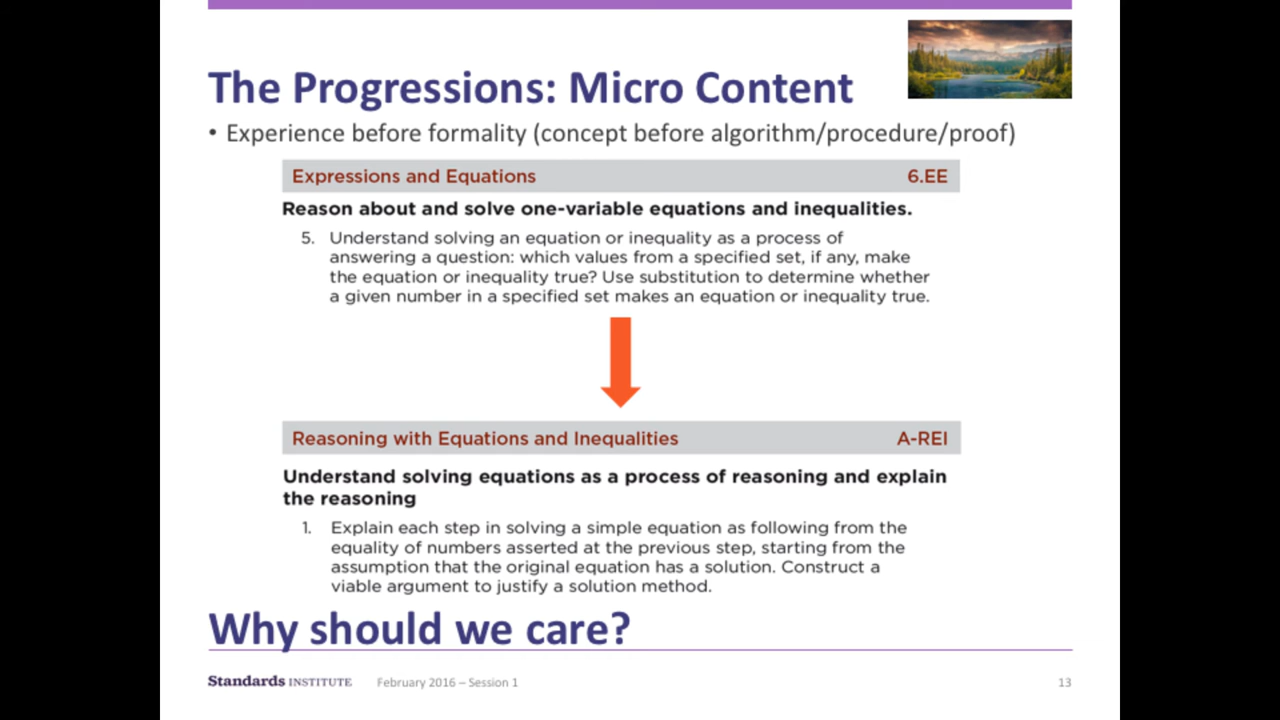 The Progressions: Micro Content
• Experience before formality (concept before algorithm/procedure/proof)
Expressions and Equations 6.EE
Reason about and solve one-variable equations and inequalities.
5. Understand solving an equation or inequality as a process of
answering a question: which values from a specified set, if any, make
the equation or inequality true? Use substitution to determine whether
a given number in a specified set makes an equation or inequality true.
Reasoning with Equations and Inequalities A-REI
Understand solving equations as a process of reasoning and explain
the reasoning
1. Explain each step in solving a simple equation as following from the
equality of numbers asserted at the previous step, starting from the
assumption that the original equation has a solution. Construct a
viable argument to justify a solution method.
Why should we care?
Standards INSTITUTE February 2016 – Session 1 13